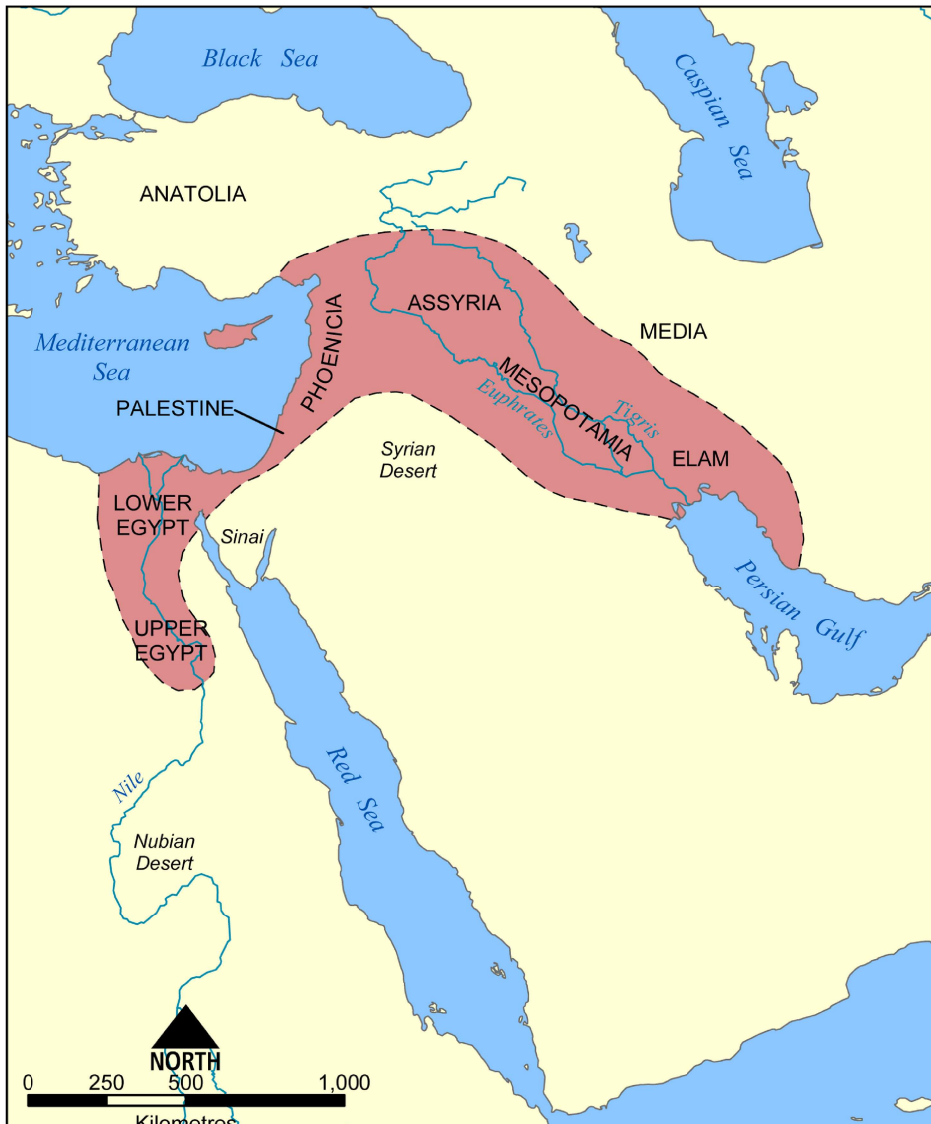 Black Sea
Caspian
Sea
ANATOLIA
ASSYRIA
MEDIA
Mediterranean
Sea
PHOENICIA
MESOPOTAMIA
PALESTINE
Euphrates
Tigris
Syrian
Desert
ELAM
LOWER
EGYPT
Sinai
Persian Gulf
UPPER
EGYPT
Nile
Red Sea
Nubian
Desert
NORTH
0 250 500 1,000
Kilometres